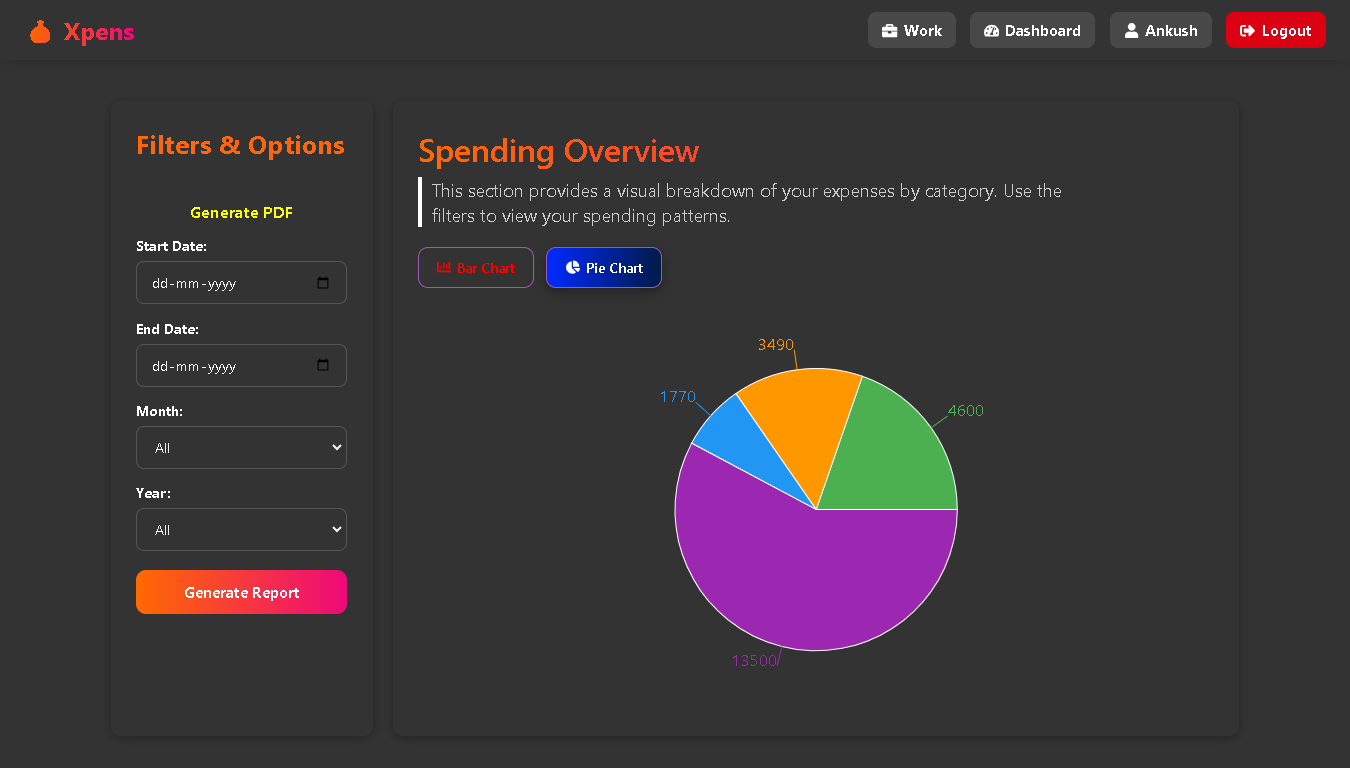 Xpens
Work
Dashboard
Ankush
Logout
Filters & Options
Generate PDF
Start Date:
dd-mm-yyyy
End Date:
dd-mm-yyyy
Month:
All
Year:
All
Generate Report
Spending Overview
This section provides a visual breakdown of your expenses by category. Use the
filters to view your spending patterns.
Bar Chart
Pie Chart
3490
1770
4600
13500